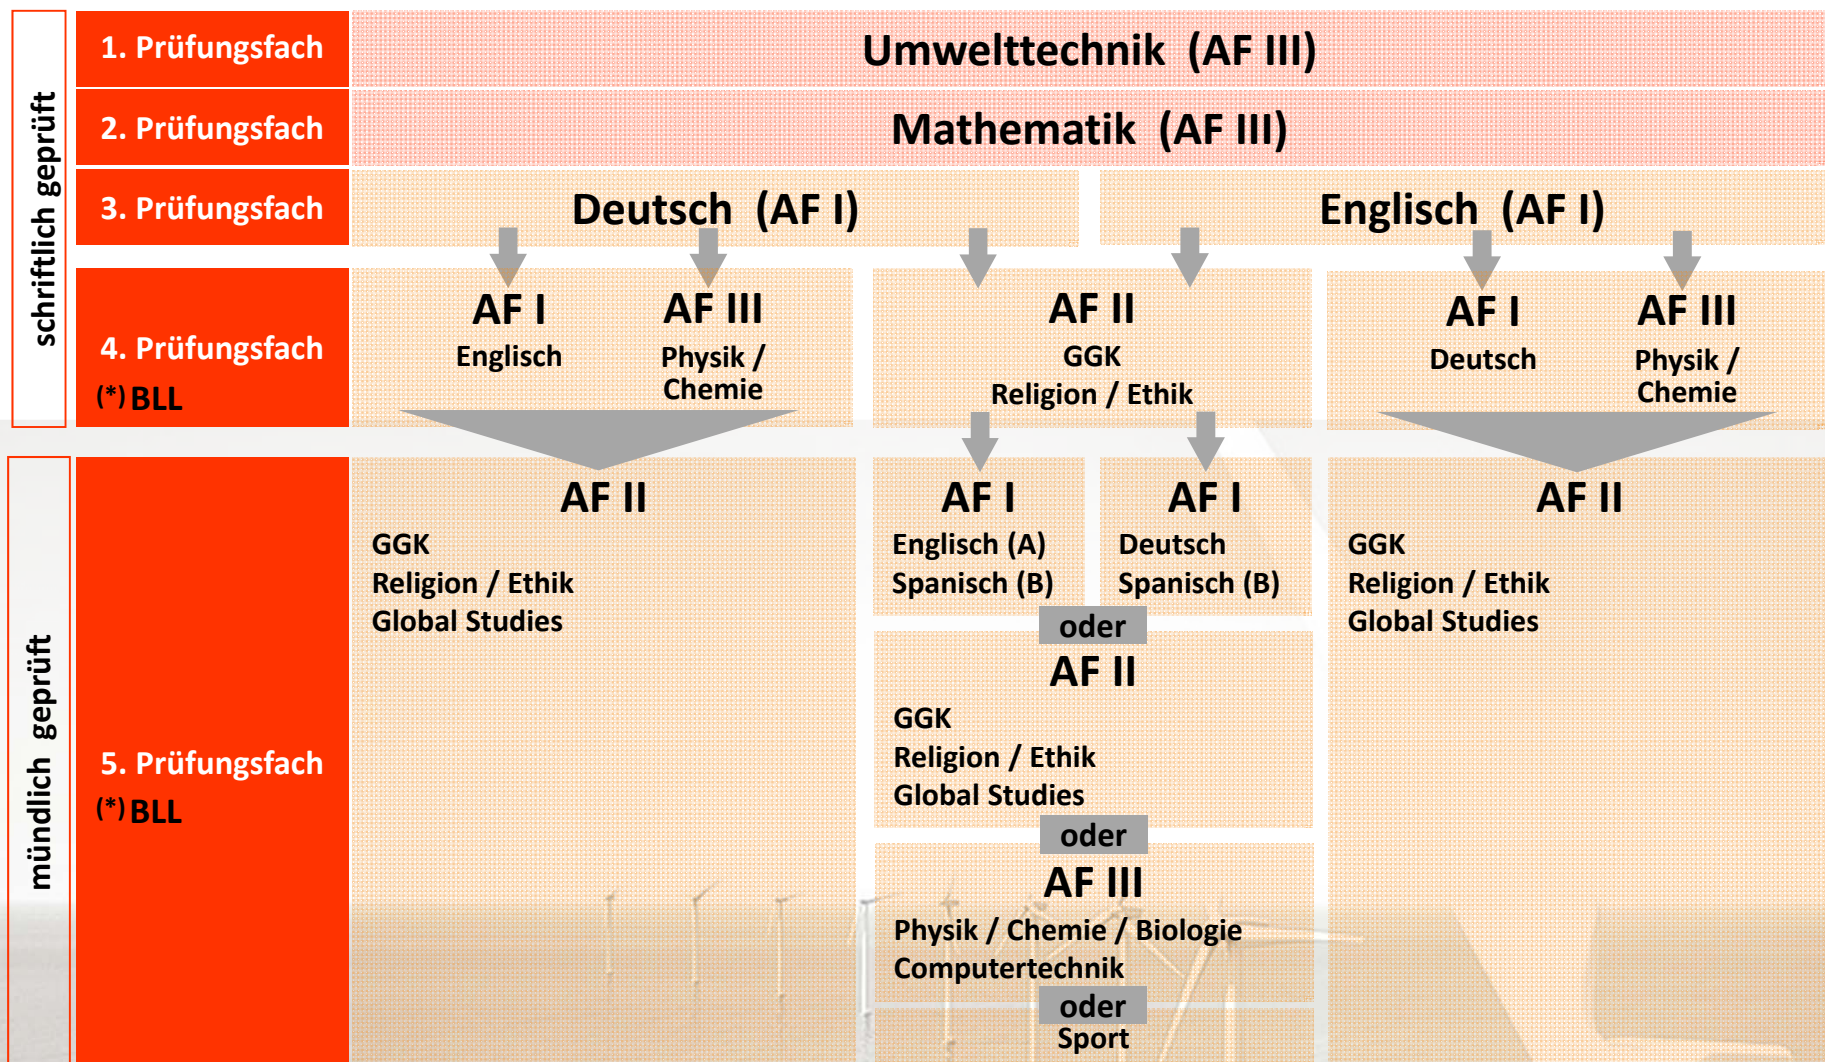 schriftlich geprüft
1. Prüfungsfach
Umwelttechnik (AF III)
2. Prüfungsfach
Mathematik (AF III)
3. Prüfungsfach
Deutsch (AF I)
Englisch (AF I)
4. Prüfungsfach
(*) BLL
AF I
Englisch
AF III
Physik /
Chemie
AF II
GGK
Religion / Ethik
AF I
Deutsch
AF III
Physik /
Chemie
mündlich geprüft
5. Prüfungsfach
(*) BLL
AF II
GGK
Religion / Ethik
Global Studies
AF I
Englisch (A)
Spanisch (B)
AF I
Deutsch
Spanisch (B)
oder
AF II
GGK
Religion / Ethik
Global Studies
oder
AF III
Physik / Chemie / Biologie
Computertechnik
oder
Sport
AF II
GGK
Religion / Ethik
Global Studies